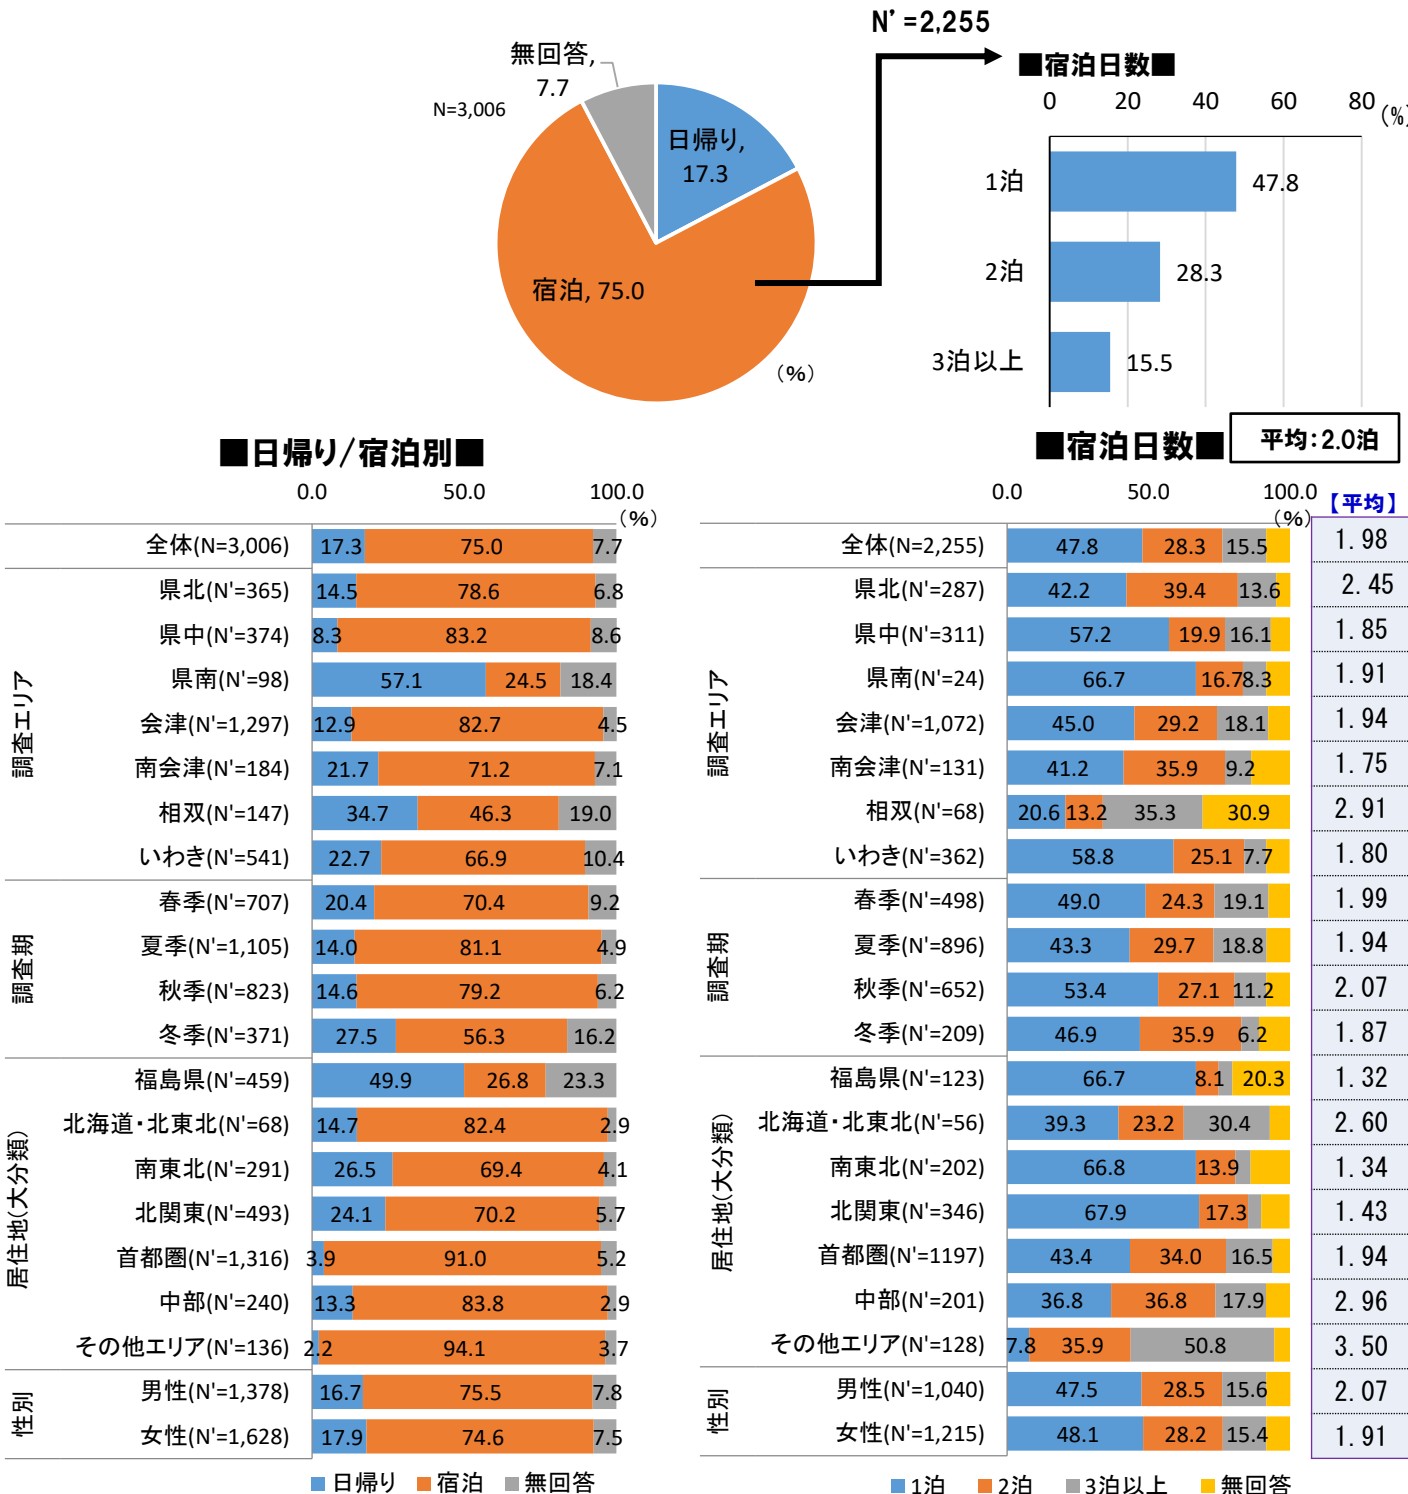 N'=2,255
無回答,
7.7
N=3,006
日帰り,
17.3
宿泊, 75.0
(%)
■宿泊日数■
0 20 40 60 80 (%)
1泊 47.8
2泊 28.3
3泊以上 15.5
平均:2.0泊
■日帰り/宿泊別■
0.0 50.0 100.0
(%)
全体(N=3,006) 17.3 75.0 7.7
調査エリア
県北(N'=365) 14.5 78.6 6.8
県中(N'=374) 8.3 83.2 8.6
県南(N'=98) 57.1 24.5 18.4
会津(N'=1,297) 12.9 82.7 4.5
南会津(N'=184) 21.7 71.2 7.1
相双(N'=147) 34.7 46.3 19.0
いわき(N'=541) 22.7 66.9 10.4
調査期
春季(N'=707) 20.4 70.4 9.2
夏季(N'=1,105) 14.0 81.1 4.9
秋季(N'=823) 14.6 79.2 6.2
冬季(N'=371) 27.5 56.3 16.2
居住地(大分類)
福島県(N'=459) 49.9 26.8 23.3
北海道・北東北(N'=68) 14.7 82.4 2.9
南東北(N'=291) 26.5 69.4 4.1
北関東(N'=493) 24.1 70.2 5.7
首都圏(N'=1,316) 3.9 91.0 5.2
中部(N'=240) 13.3 83.8 2.9
その他エリア(N'=136) 2.2 94.1 3.7
性別
男性(N'=1,378) 16.7 75.5 7.8
女性(N'=1,628) 17.9 74.6 7.5
日帰り 宿泊 無回答
■宿泊日数■
0.0 50.0 100.0
(%)
【平均】
全体(N=2,255) 47.8 28.3 15.5 1.98
調査エリア
県北(N'=287) 42.2 39.4 13.6 2.45
県中(N'=311) 57.2 19.9 16.1 1.85
県南(N'=24) 66.7 16.7 8.3 1.91
会津(N'=1,072) 45.0 29.2 18.1 1.94
南会津(N'=131) 41.2 35.9 9.2 1.75
相双(N'=68) 20.6 13.2 35.3 30.9 2.91
いわき(N'=362) 58.8 25.1 7.7 1.80
調査期
春季(N'=498) 49.0 24.3 19.1 1.99
夏季(N'=896) 43.3 29.7 18.8 1.94
秋季(N'=652) 53.4 27.1 11.2 2.07
冬季(N'=209) 46.9 35.9 6.2 1.87
居住地(大分類)
福島県(N'=123) 66.7 8.1 20.3 1.32
北海道・北東北(N'=56) 39.3 23.2 30.4 2.60
南東北(N'=202) 66.8 13.9 1.34
北関東(N'=346) 67.9 17.3 1.43
首都圏(N'=1197) 43.4 34.0 16.5 1.94
中部(N'=201) 36.8 36.8 17.9 2.96
その他エリア(N'=128) 7.8 35.9 50.8 3.50
性別
男性(N'=1,040) 47.5 28.5 15.6 2.07
女性(N'=1,215) 48.1 28.2 15.4 1.91
1泊 2泊 3泊以上 無回答